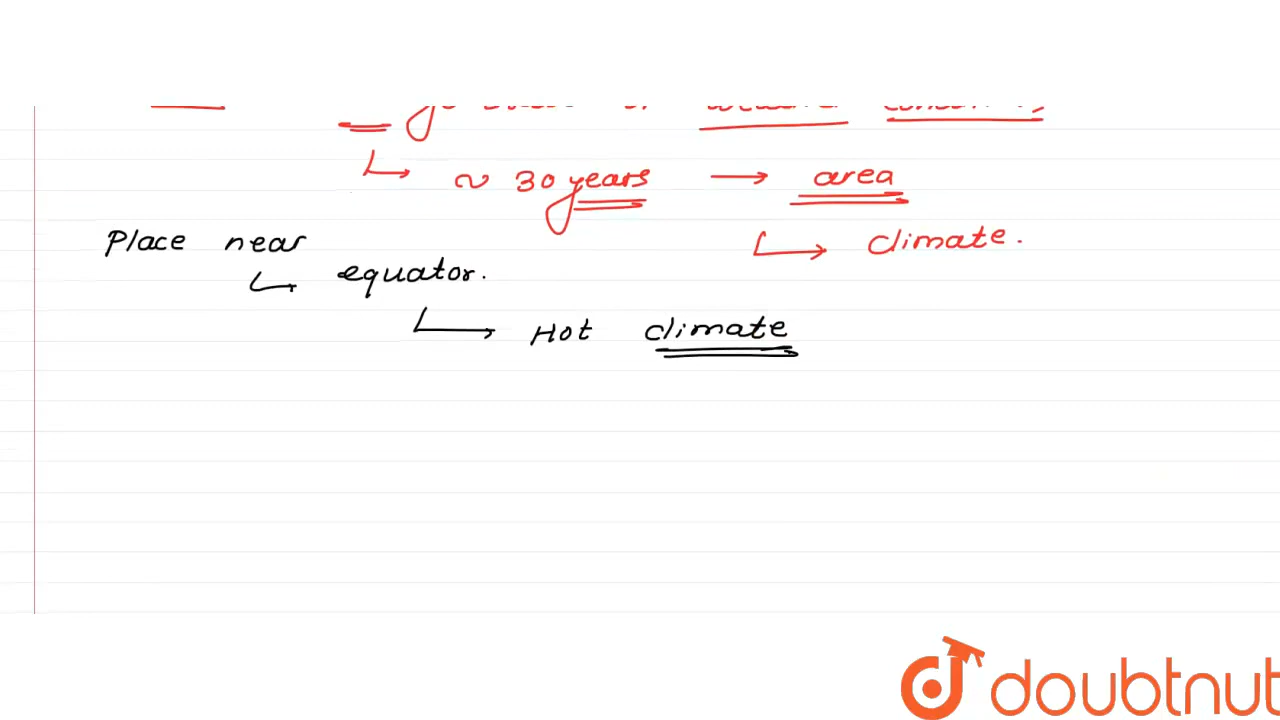 ~ 30 years → area
Place near
↳ climate.
↳ equator.
↳ Hot climate
doubtnut